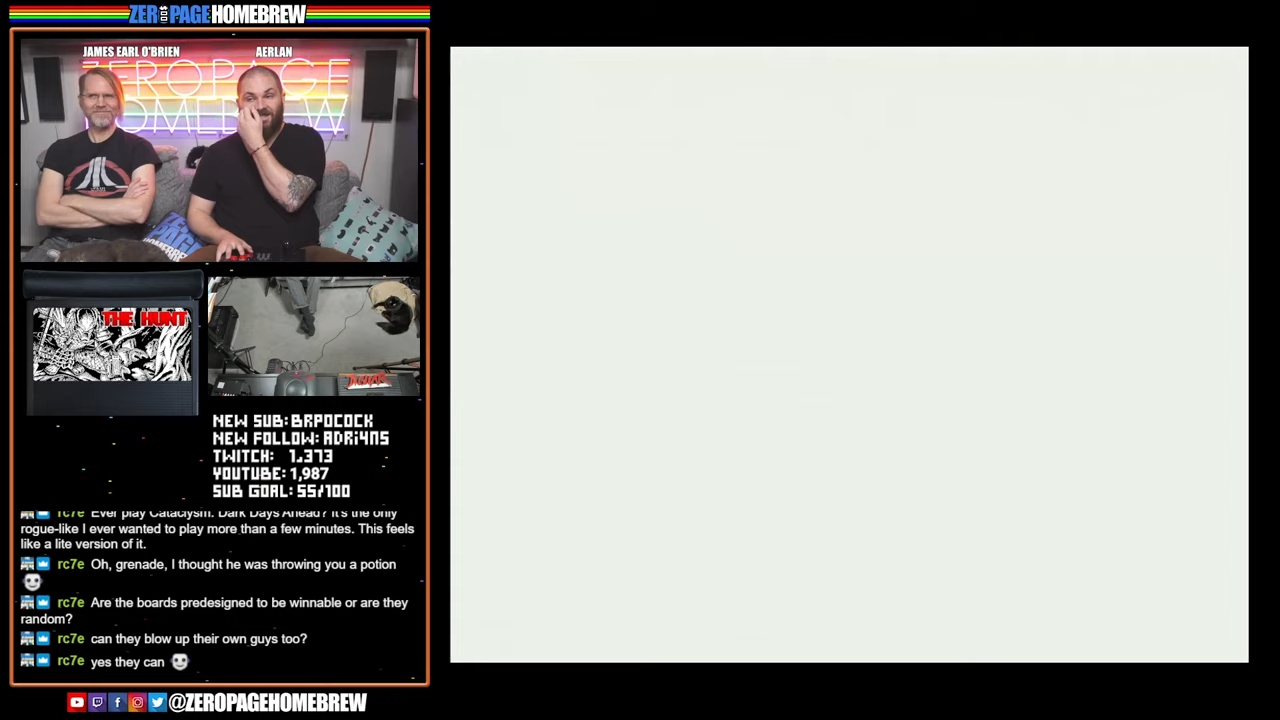 ZEROPAGEHOMEBREW
JAMES EARL O'BRIEN
AERLAN
ZEROPAGE
HOMEBREW
THE HUNT
NEW SUB: BRPOCOCK
NEW FOLLOW: ADRI4NS
TWITCH: 1,373
YOUTUBE: 1,987
SUB GOAL: 55/100
rc7e Ever play Cataclysm: Dark Days Ahead? It's the only
rogue-like I ever wanted to play more than a few minutes. This feels
like a lite version of it.
rc7e Oh, grenade, I thought he was throwing you a potion
rc7e Are the boards predesigned to be winnable or are they
random?
rc7e can they blow up their own guys too?
rc7e yes they can
@ZEROPAGEHOMEBREW